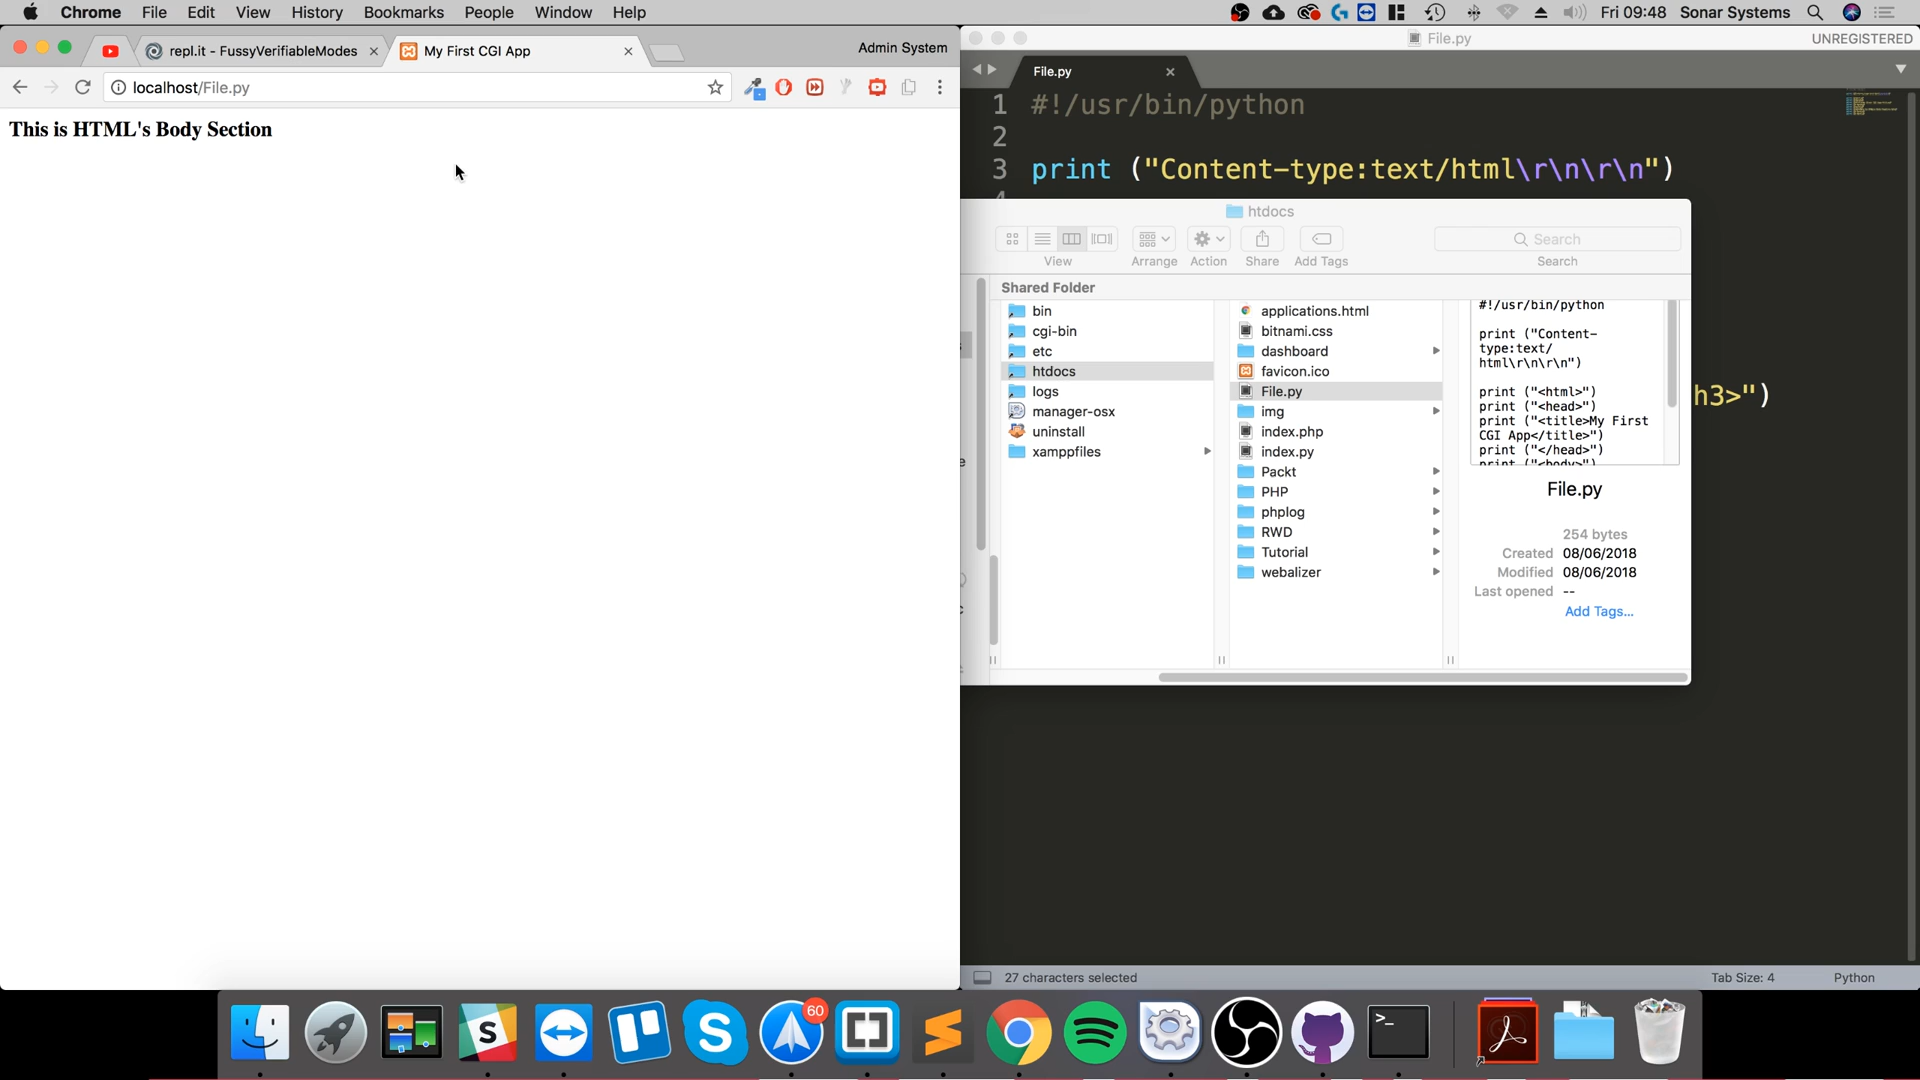 Chrome File Edit View History Bookmarks People Window Help
Fri 09:48 Sonar Systems
repl.it - FussyVerifiableModes
My First CGI App
Admin System
localhost/File.py
This is HTML's Body Section
File.py
UNREGISTERED
File.py
1 #!/usr/bin/python
2
3 print ("Content-type:text/html\r\n\r\n")
h3>")
htdocs
View
Arrange
Action
Share
Add Tags
Search
Search
Shared Folder
bin
cgi-bin
etc
htdocs
logs
manager-osx
uninstall
xamppfiles
applications.html
bitnami.css
dashboard
favicon.ico
File.py
img
index.php
index.py
Packt
PHP
phplog
RWD
Tutorial
webalizer
#!/usr/bin/python
print ("Content-
type:text/
html\r\n\r\n")
print ("<html>")
print ("<head>")
print ("<title>My First
CGI App</title>")
print ("</head>")
print ("<body>")
File.py
254 bytes
Created 08/06/2018
Modified 08/06/2018
Last opened --
Add Tags...
27 characters selected
Tab Size: 4
Python
60